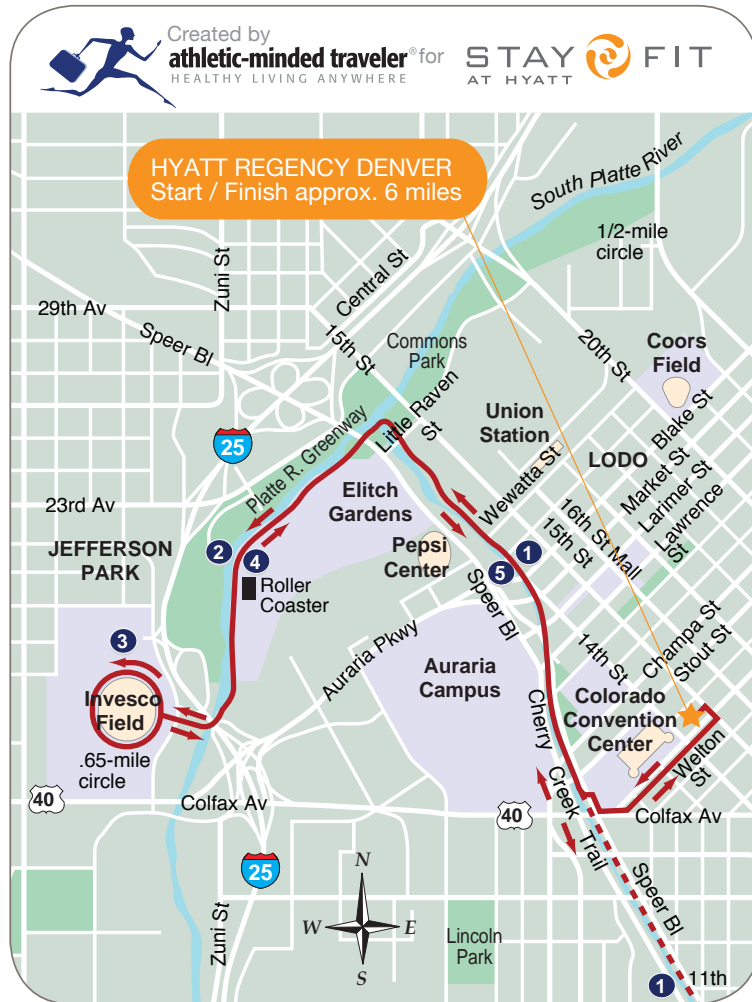 Created by
athletic-minded traveler® for
HEALTHY LIVING ANYWHERE
STAY FIT
AT HYATT
HYATT REGENCY DENVER
Start / Finish approx. 6 miles
South Platte River
1/2-mile
circle
Zuni St
Central St
29th Av
Speer Bl
15th St
Commons
Park
20th St
Coors
Field
Little Raven
St
Union
Station
Blake St
25
LODO
Market St
Platte R. Greenway
Wewatta St
Larimer St
Elitch
Gardens
16th St Mall
Lawrence
St
23rd Av
15th St
JEFFERSON
PARK
2
4
Pepsi
Center
1
5
Roller
Coaster
Speer Bl
3
Auraria Pkwy
Champa St
14th St
Stout St
Auraria
Campus
Invesco
Field
Colorado
Convention
Center
Cherry
Creek
Trail
.65-mile
circle
Welton
St
40
Colfax Av
40
Colfax Av
25
N
W
E
S
Speer Bl
Zuni St
Lincoln
Park
1
11th